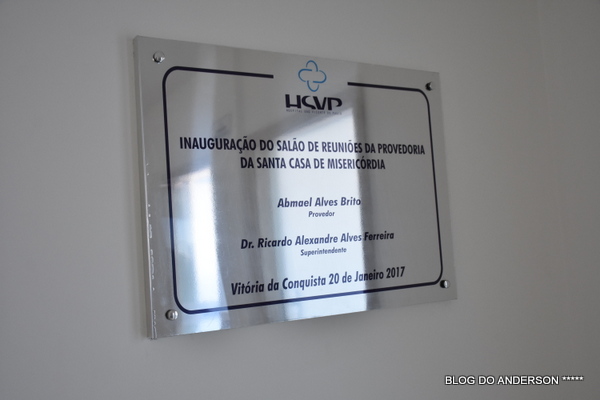 HSVP
INAUGURAÇÃO DO SALÃO DE REUNIÕES DA PROVEDORIA
DA SANTA CASA DE MISERICÓRDIA
Abmael Alves Brito
Provedor
Dr. Ricardo Alexandre Alves Ferreira
Superintendente
Vitória da Conquista 20 de Janeiro 2017
BLOG DO ANDERSON *****